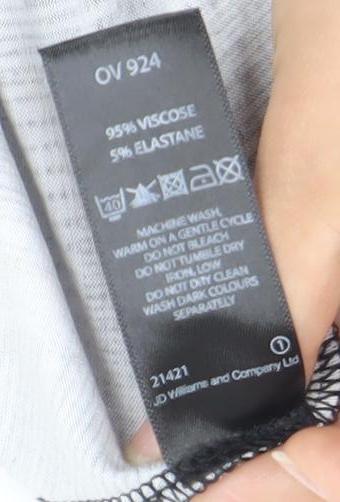 OV 924
95% VISCOSE
5% ELASTANE
40
MACHINE WASH,
WARM ON A GENTLE CYCLE
DO NOT BLEACH
DO NOT TUMBLE DRY
IRON, LOW
DO NOT DRY CLEAN
WASH DARK COLOURS
SEPARATELY
1
21421
JD Williams and Company Ltd